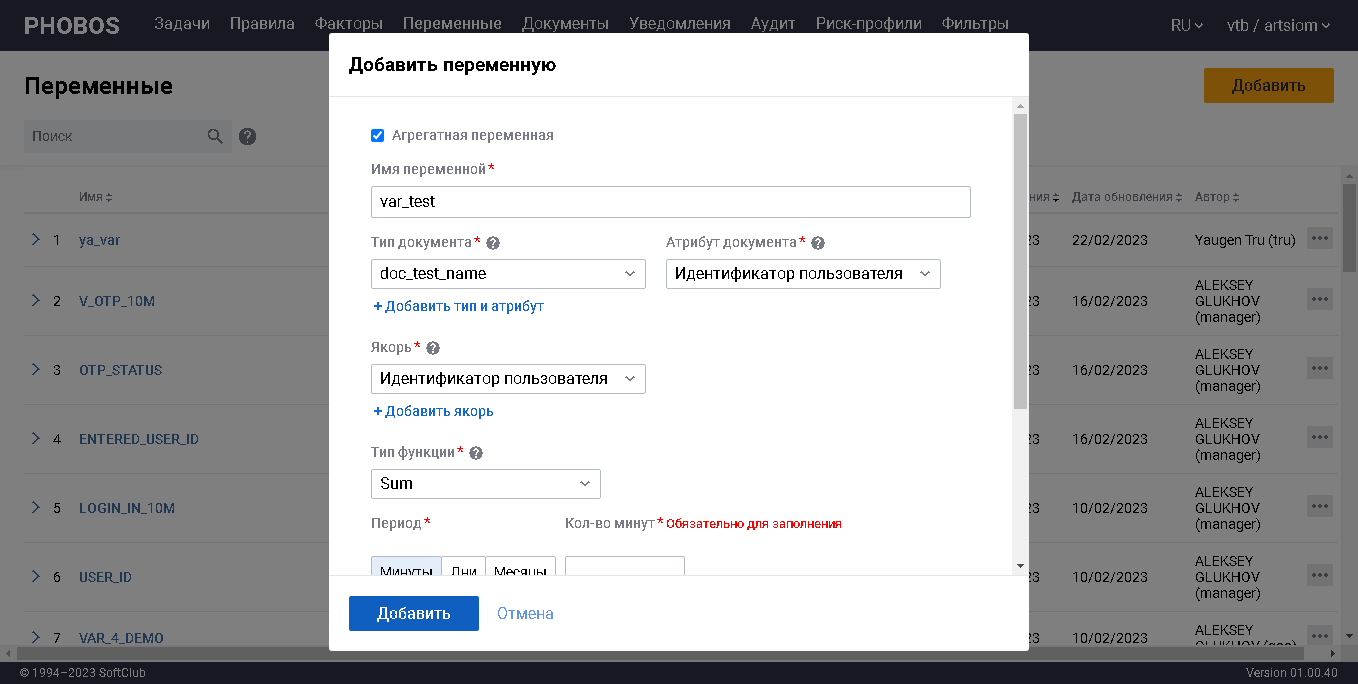 PHOBOS Задачи Правила Факторы Переменные Документы Уведомления Аудит Риск-профили Фильтры RU vtb / artsiom
Переменные
Добавить
Поиск
Имя
ния Дата обновления Автор
1 ya_var 23 22/02/2023 Yaugen Tru (tru)
2 V_OTP_10M 23 16/02/2023 ALEKSEY
GLUKHOV
(manager)
3 OTP_STATUS 23 16/02/2023 ALEKSEY
GLUKHOV
(manager)
4 ENTERED_USER_ID 23 16/02/2023 ALEKSEY
GLUKHOV
(manager)
5 LOGIN_IN_10M 23 10/02/2023 ALEKSEY
GLUKHOV
(manager)
6 USER_ID 23 10/02/2023 ALEKSEY
GLUKHOV
(manager)
7 VAR_4_DEMO 23 10/02/2023 ALEKSEY
Добавить переменную
Агрегатная переменная
Имя переменной *
var_test
Тип документа * Атрибут документа *
doc_test_name Идентификатор пользователя
+ Добавить тип и атрибут
Якорь *
Идентификатор пользователя
+ Добавить якорь
Тип функции *
Sum
Период * Кол-во минут * Обязательно для заполнения
Минуты Дни Месяцы
Добавить Отмена
© 1994–2023 SoftClub Version 01.00.40